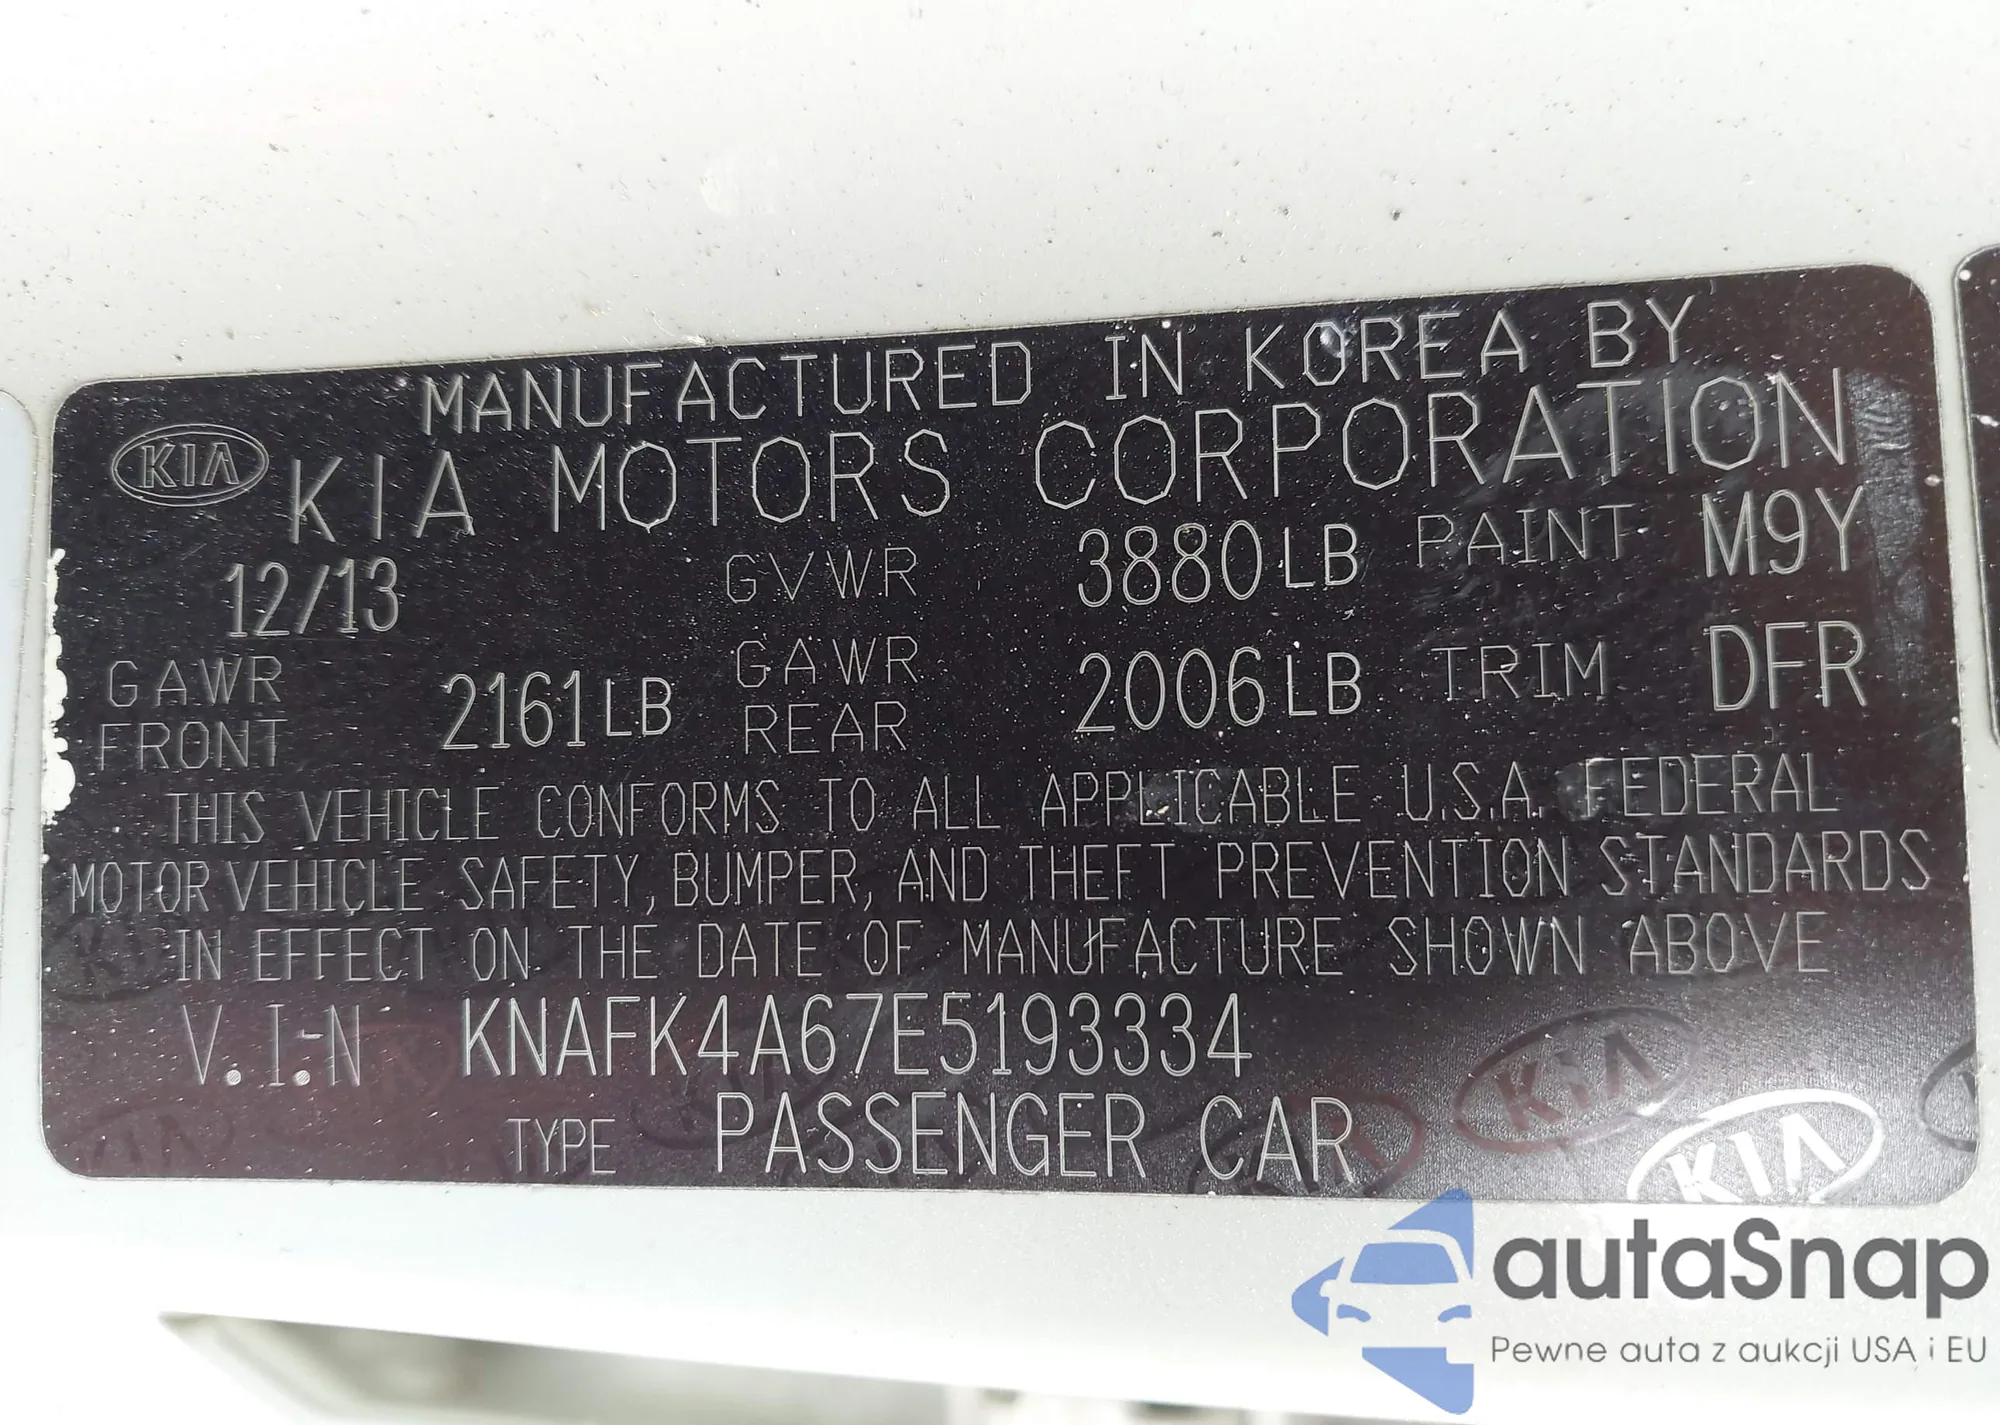 MANUFACTURED IN KOREA BY
KIA KIA MOTORS CORPORATION
12/13 GVWR 3880LB PAINT M9Y
GAWR FRONT 2161LB GAWR REAR 2006LB TRIM DFR
THIS VEHICLE CONFORMS TO ALL APPLICABLE U.S.A. FEDERAL
MOTOR VEHICLE SAFETY, BUMPER, AND THEFT PREVENTION STANDARDS
IN EFFECT ON THE DATE OF MANUFACTURE SHOWN ABOVE
V.I.N KNAFK4A67E5193334
TYPE PASSENGER CAR
KIA
KIA
autaSnap
Pewne auta z aukcji USA i EU